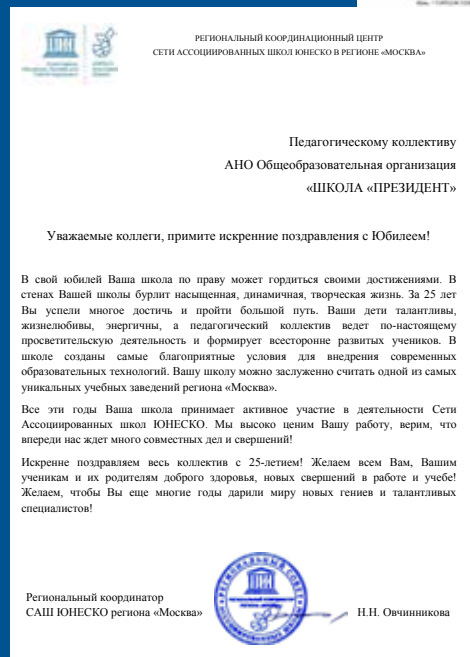 РЕГИОНАЛЬНЫЙ КООРДИНАЦИОННЫЙ ЦЕНТР
СЕТИ АССОЦИИРОВАННЫХ ШКОЛ ЮНЕСКО В РЕГИОНЕ «МОСКВА»
Педагогическому коллективу
АНО Общеобразовательная организация
«ШКОЛА «ПРЕЗИДЕНТ»
Уважаемые коллеги, примите искренние поздравления с Юбилеем!
В свой юбилей Ваша школа по праву может гордиться своими достижениями. В
стенах Вашей школы бурлит насыщенная, динамичная, творческая жизнь. За 25 лет
Вы успели многое достичь и пройти большой путь. Ваши дети талантливы,
жизнелюбивы, энергичны, а педагогический коллектив ведет по-настоящему
просветительскую деятельность и формирует всесторонне развитых учеников. В
школе созданы самые благоприятные условия для внедрения современных
образовательных технологий. Вашу школу можно заслуженно считать одной из самых
уникальных учебных заведений региона «Москва».
Все эти годы Ваша школа принимает активное участие в деятельности Сети
Ассоциированных школ ЮНЕСКО. Мы высоко ценим Вашу работу, верим, что
впереди нас ждет много совместных дел и свершений!
Искренне поздравляем весь коллектив с 25-летием! Желаем всем Вам, Вашим
ученикам и их родителям доброго здоровья, новых свершений в работе и учебе!
Желаем, чтобы Вы еще многие годы дарили миру новых гениев и талантливых
специалистов!
Региональный координатор
САШ ЮНЕСКО региона «Москва»
Н.Н. Овчинникова